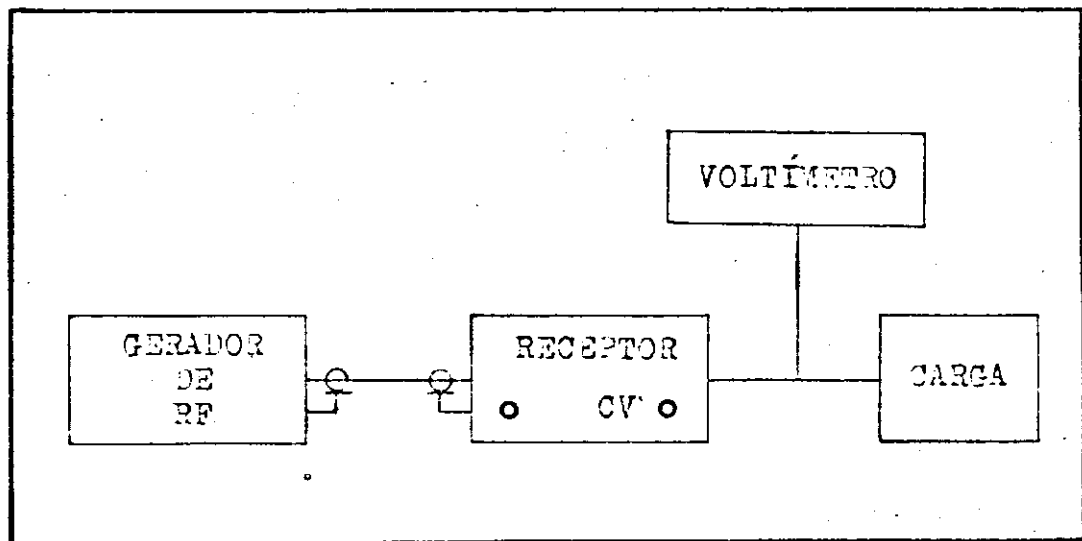 VOLTÍMETRO
GERADOR
DE
RF
RECEPTOR
CV
CARGA